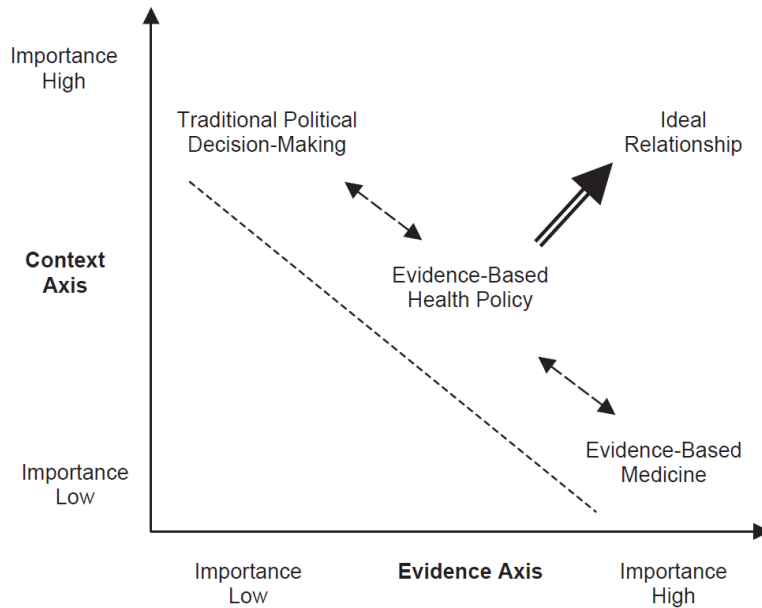 Importance
High
Traditional Political
Decision-Making
Ideal
Relationship
Context
Axis
Evidence-Based
Health Policy
Importance
Low
Evidence-Based
Medicine
Importance
Low
Evidence Axis
Importance
High